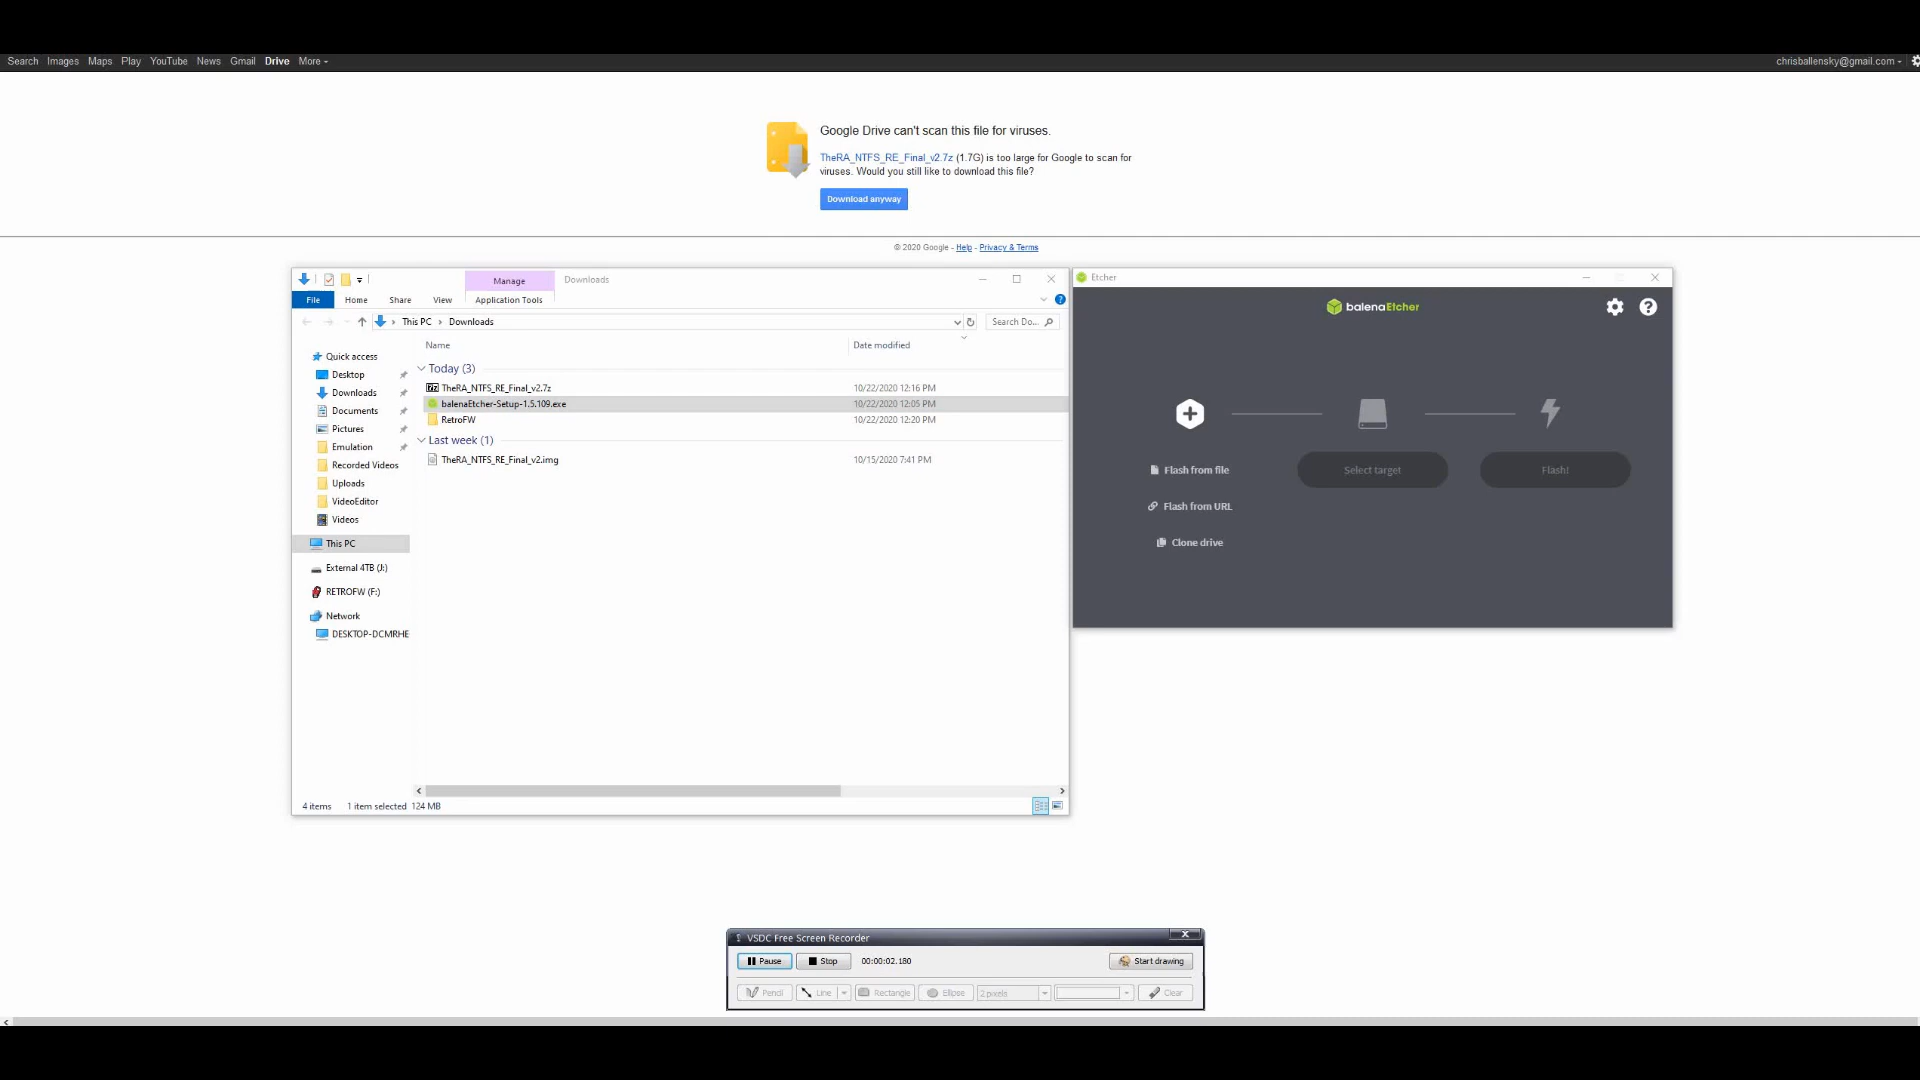 Search Images Maps Play YouTube News Gmail Drive More
chrisballensky@gmail.com
Google Drive can't scan this file for viruses.
TheRA_NTFS_RE_Final_v2.7z (1.7G) is too large for Google to scan for
viruses. Would you still like to download this file?
Download anyway
© 2020 Google - Help - Privacy & Terms
Manage
Downloads
File Home Share View Application Tools
This PC Downloads
Search Do...
Name Date modified
Quick access
Desktop
Downloads
Documents
Pictures
Emulation
Recorded Videos
Uploads
VideoEditor
Videos
This PC
External 4TB (J:)
RETROFW (F:)
Network
DESKTOP-DCMRHE
Today (3)
TheRA_NTFS_RE_Final_v2.7z 10/22/2020 12:16 PM
balenaEtcher-Setup-1.5.109.exe 10/22/2020 12:05 PM
RetroFW 10/22/2020 12:20 PM
Last week (1)
TheRA_NTFS_RE_Final_v2.img 10/15/2020 7:41 PM
4 items 1 item selected 124 MB
Etcher
balenaEtcher
Flash from file
Flash from URL
Clone drive
Select target
Flash!
VSDC Free Screen Recorder
Pause Stop 00:00:02.180 Start drawing
Pencil Line Rectangle Ellipse 2 pixels Clear